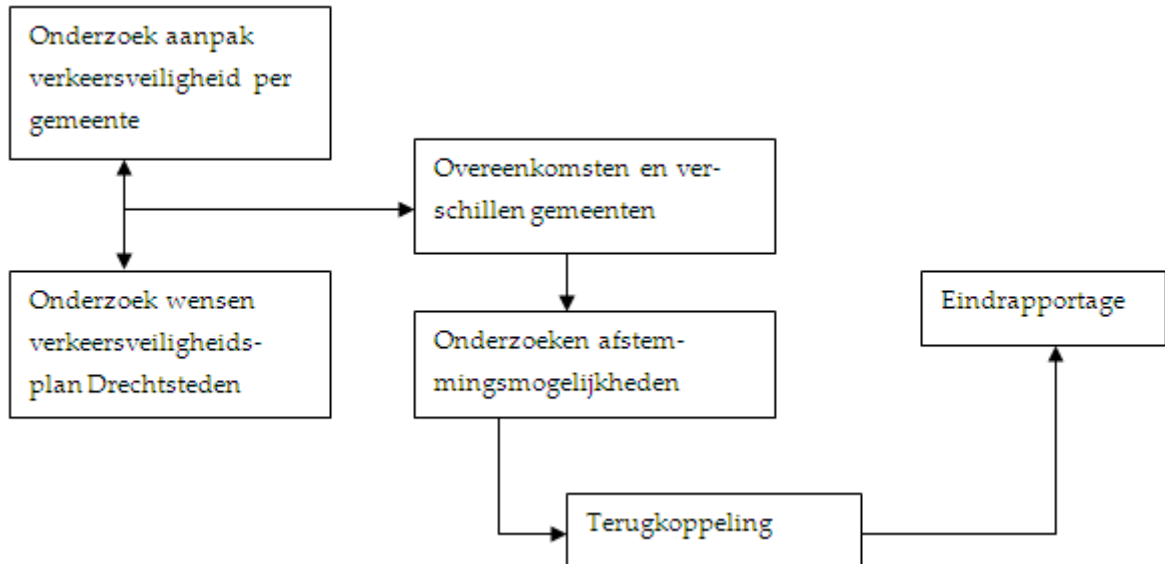 Onderzoek aanpak
verkeersveiligheid per
gemeente
Overeenkomsten en ver-
schillen gemeenten
Onderzoek wensen
verkeersveiligheids-
plan Drechtsteden
Onderzoeken afstem-
mingsmogelijkheden
Eindrapportage
Terugkoppeling